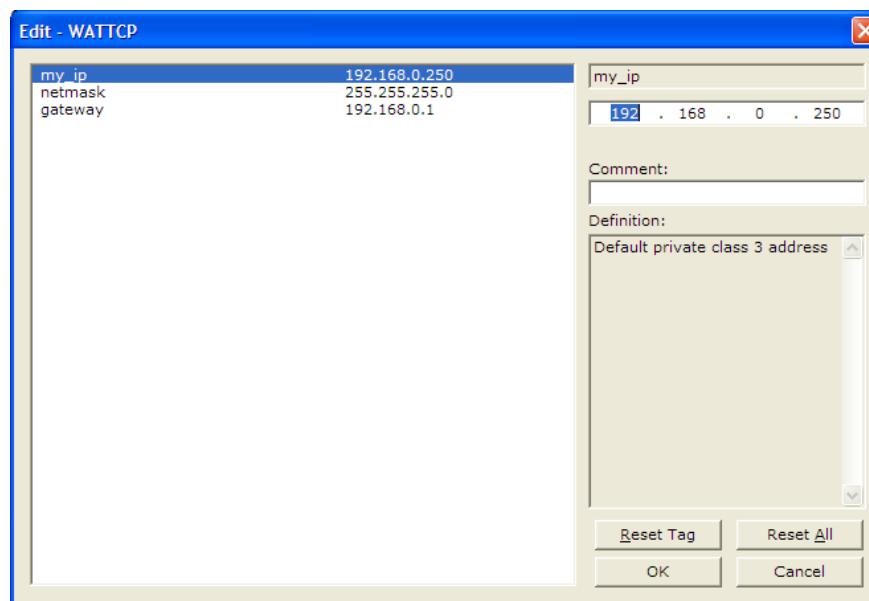 Edit - WATTCP
my_ip 192.168.0.250
netmask 255.255.255.0
gateway 192.168.0.1
my_ip
192 . 168 . 0 . 250
Comment:
Definition:
Default private class 3 address
Reset Tag Reset All
OK Cancel